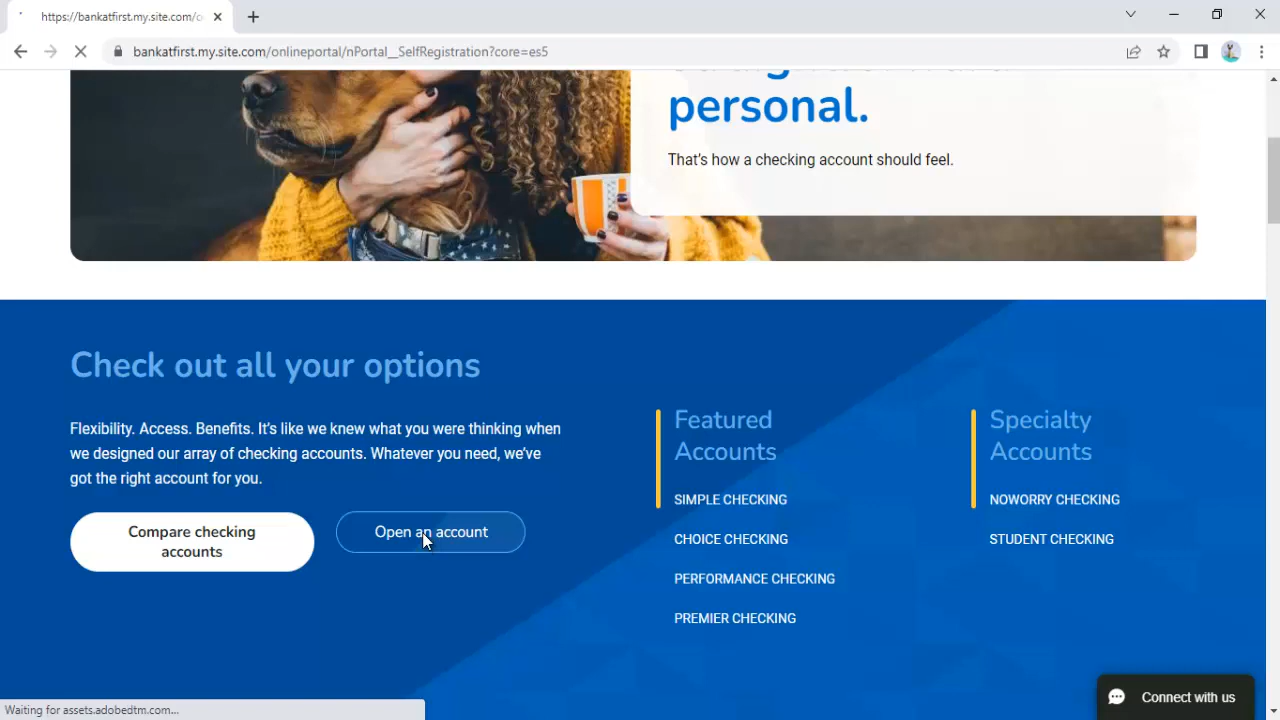 https://bankatfirst.my.site.com/o
bankatfirst.my.site.com/onlineportal/nPortal__SelfRegistration?core=es5
personal.
That's how a checking account should feel.
Check out all your options
Flexibility. Access. Benefits. It's like we knew what you were thinking when
we designed our array of checking accounts. Whatever you need, we've
got the right account for you.
Compare checking
accounts
Open an account
Featured
Accounts
SIMPLE CHECKING
CHOICE CHECKING
PERFORMANCE CHECKING
PREMIER CHECKING
Specialty
Accounts
NOWORRY CHECKING
STUDENT CHECKING
Connect with us
Waiting for assets.adobedtm.com...